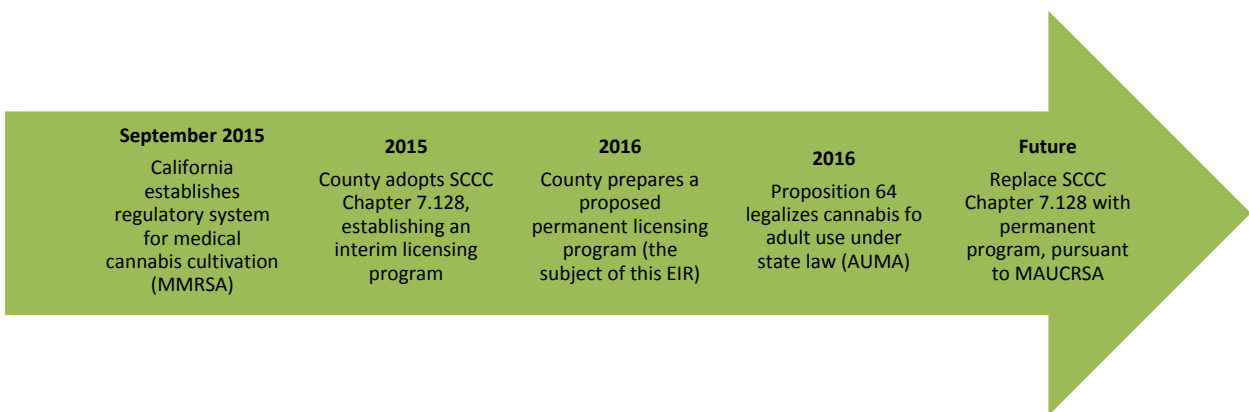 September 2015
California
establishes
regulatory system
for medical
cannabis cultivation
(MMRSA)
2015
County adopts SCCC
Chapter 7.128,
establishing an
interim licensing
program
2016
County prepares a
proposed
permanent licensing
program (the
subject of this EIR)
2016
Proposition 64
legalizes cannabis fo
adult use under
state law (AUMA)
Future
Replace SCCC
Chapter 7.128 with
permanent
program, pursuant
to MAUCRSA